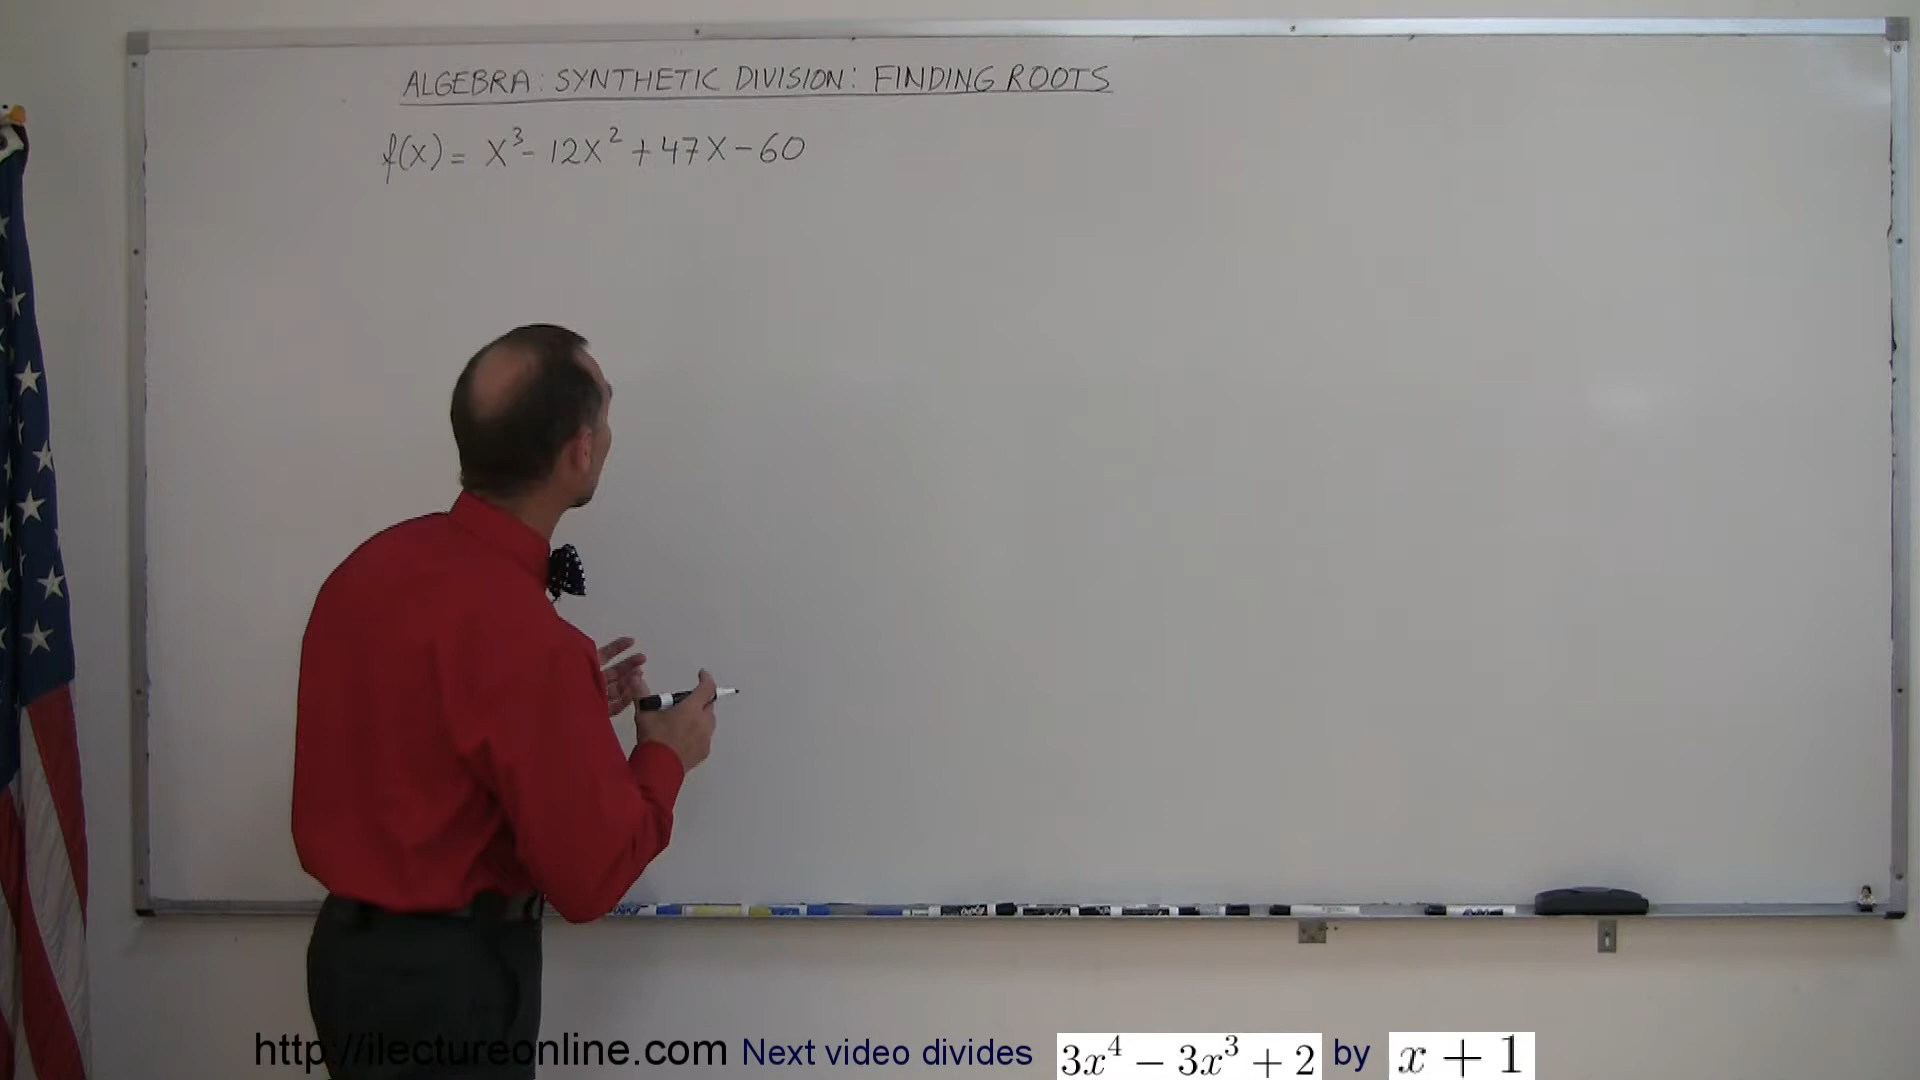 ALGEBRA: SYNTHETIC DIVISION: FINDING ROOTS
f(x) = x³ - 12x² + 47x - 60
http://ilectureonline.com Next video divides 3x⁴ − 3x³ + 2 by x + 1